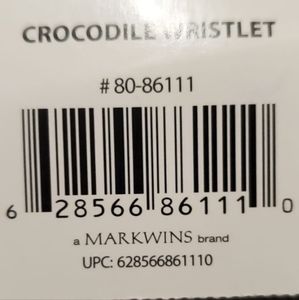 CROCODILE WRISTLET
# 80-86111
6 28566 86111 0
a MARKWINS brand
UPC: 628566861110